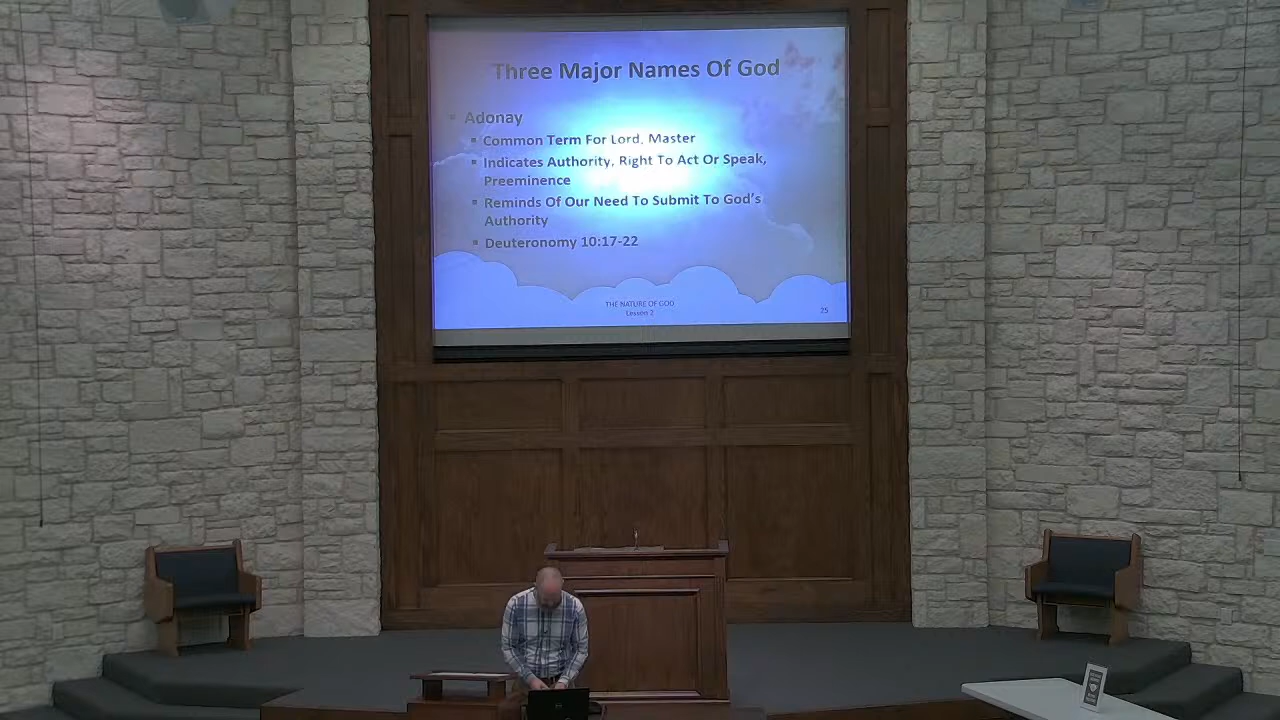 Three Major Names Of God
Adonay
Common Term For Lord, Master
Indicates Authority, Right To Act Or Speak,
Preeminence
Reminds Of Our Need To Submit To God's
Authority
Deuteronomy 10:17-22
THE NATURE OF GOD
Lesson 2
25